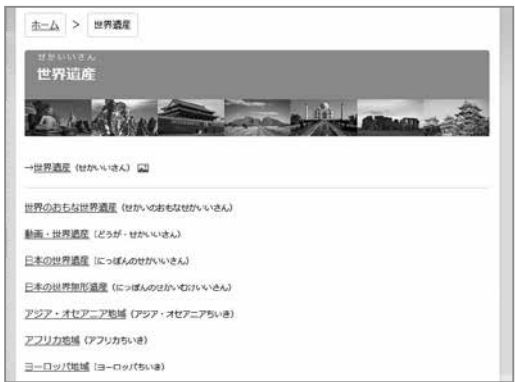 ホーム > 世界遺産
せかいいさん
世界遺産
→世界遺産 (せかいいさん)
世界のおもな世界遺産 (せかいのおもなせかいいさん)
動画・世界遺産 (どうが・せかいいさん)
日本の世界遺産 (にっぽんのせかいいさん)
日本の世界無形遺産 (にっぽんのせかいむけいいさん)
アジア・オセアニア地域 (アジア・オセアニアちいき)
アフリカ地域 (アフリカちいき)
ヨーロッパ地域 (ヨーロッパちいき)